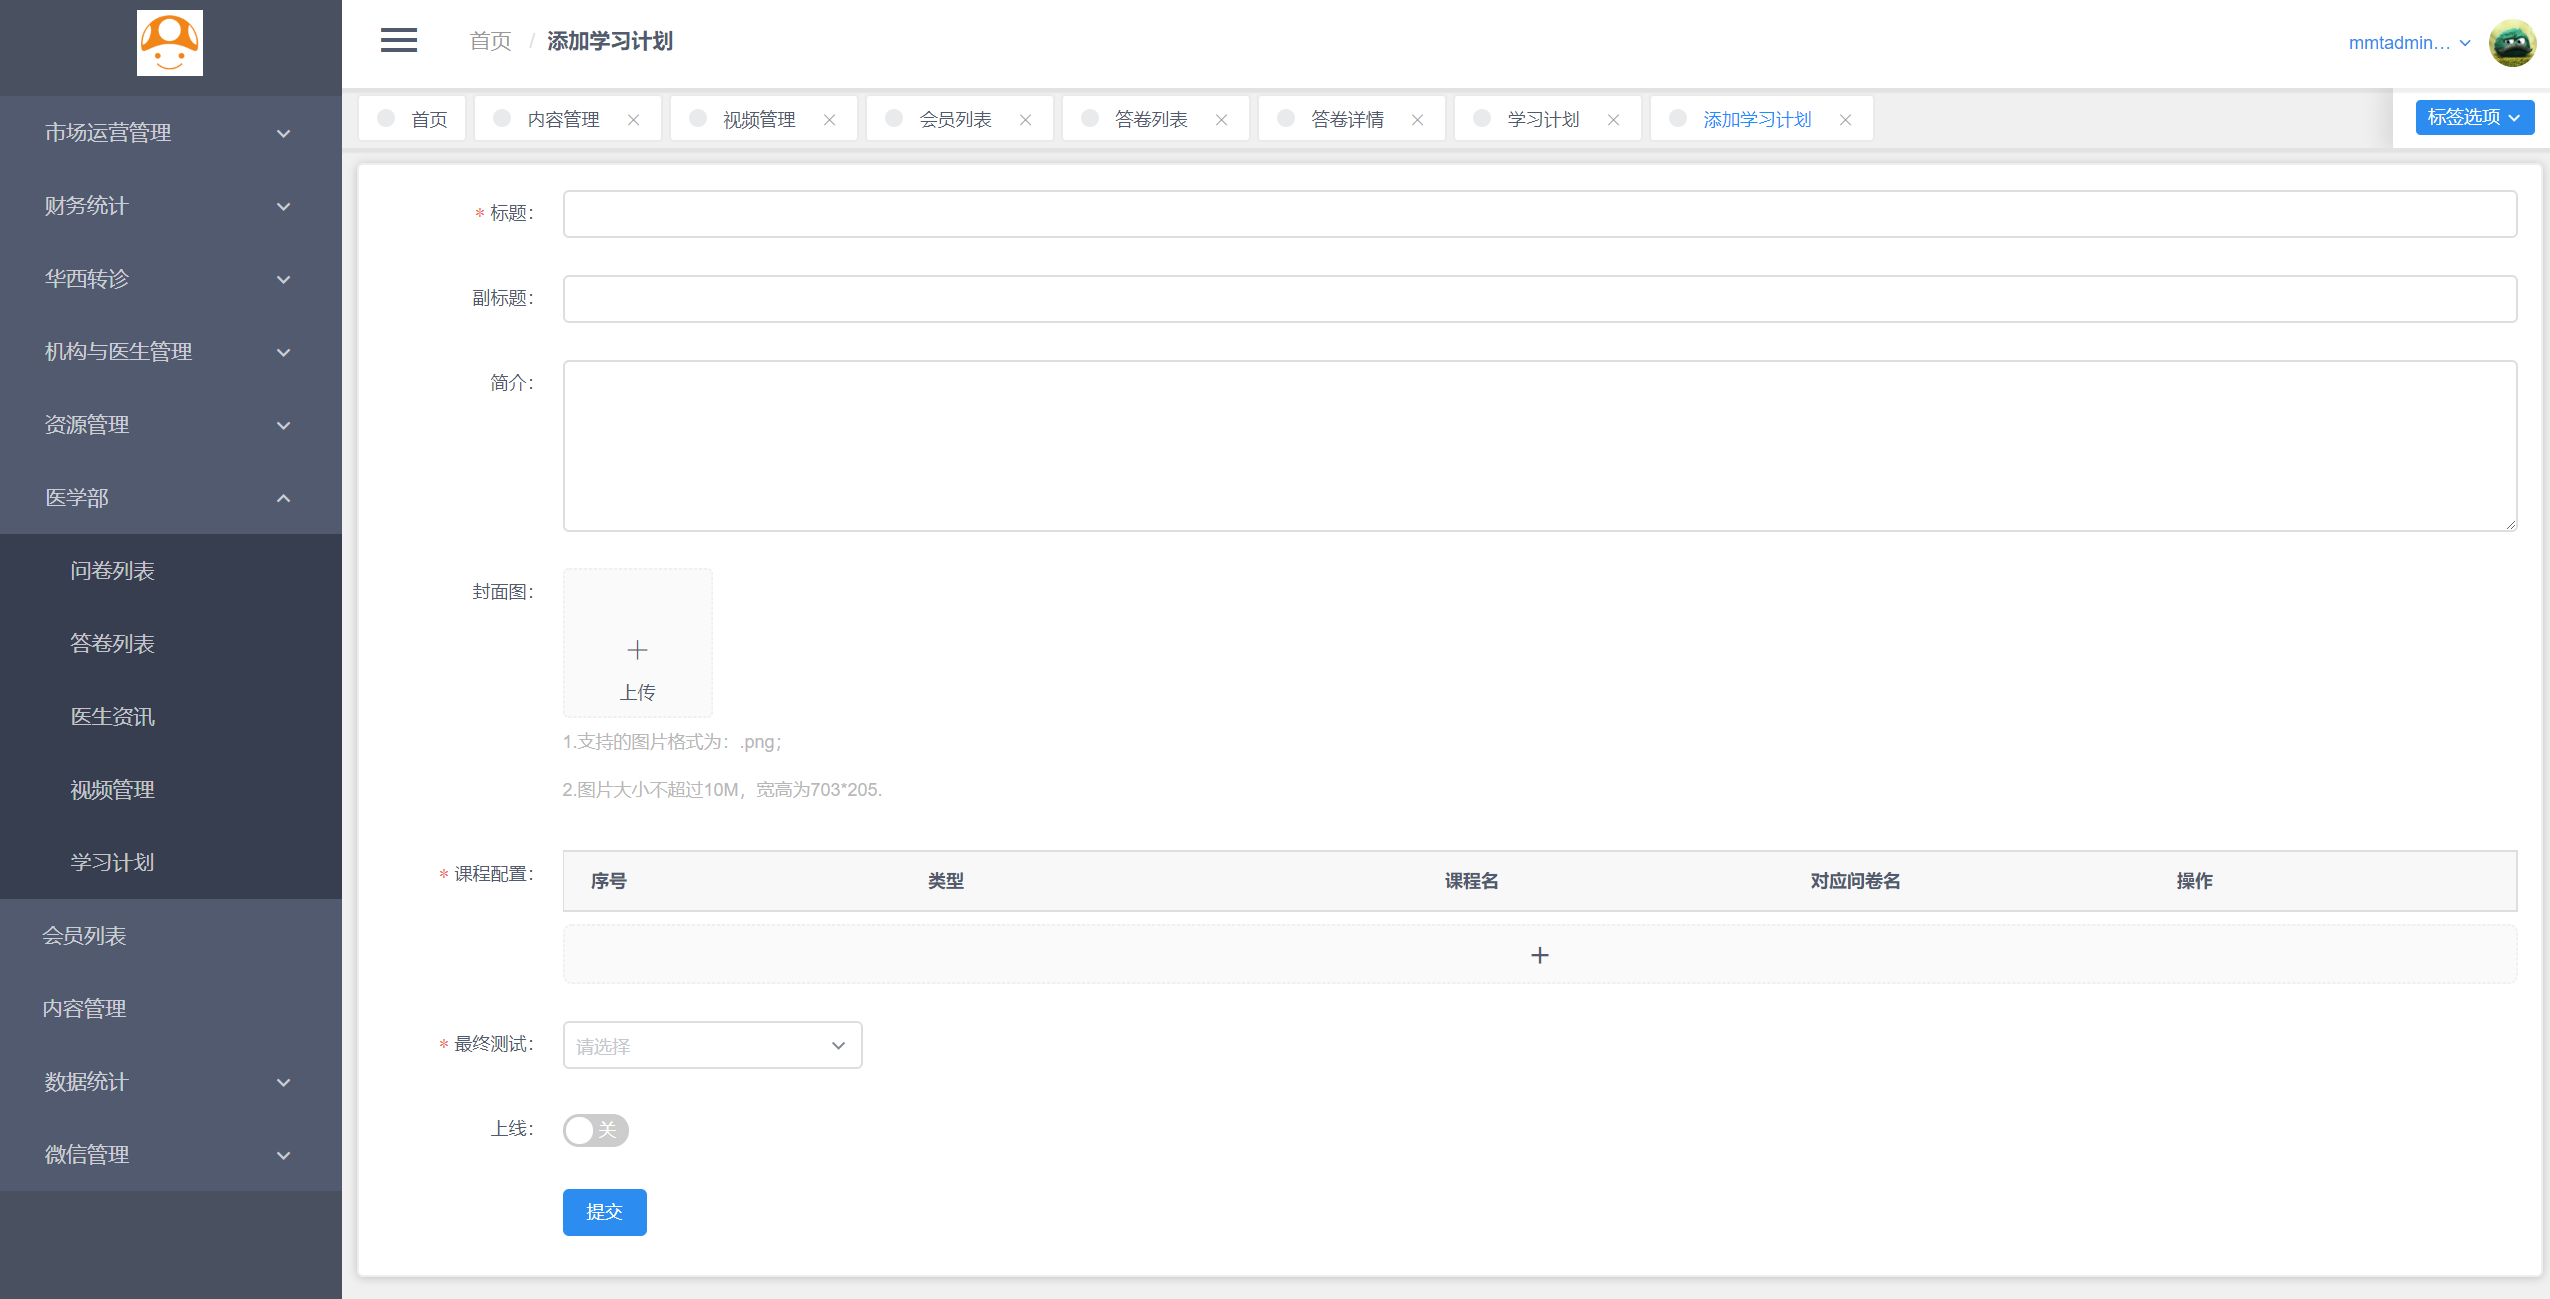 首页 / 添加学习计划
mmtadmin...
市场运营管理
财务统计
华西转诊
机构与医生管理
资源管理
医学部
问卷列表
答卷列表
医生资讯
视频管理
学习计划
会员列表
内容管理
数据统计
微信管理
首页 内容管理 视频管理 会员列表 答卷列表 答卷详情 学习计划 添加学习计划
标签选项
* 标题：
副标题：
简介：
封面图：
上传
1.支持的图片格式为：.png；
2.图片大小不超过10M，宽高为703*205.
* 课程配置：
序号 类型 课程名 对应问卷名 操作
* 最终测试：
请选择
上线：
关
提交